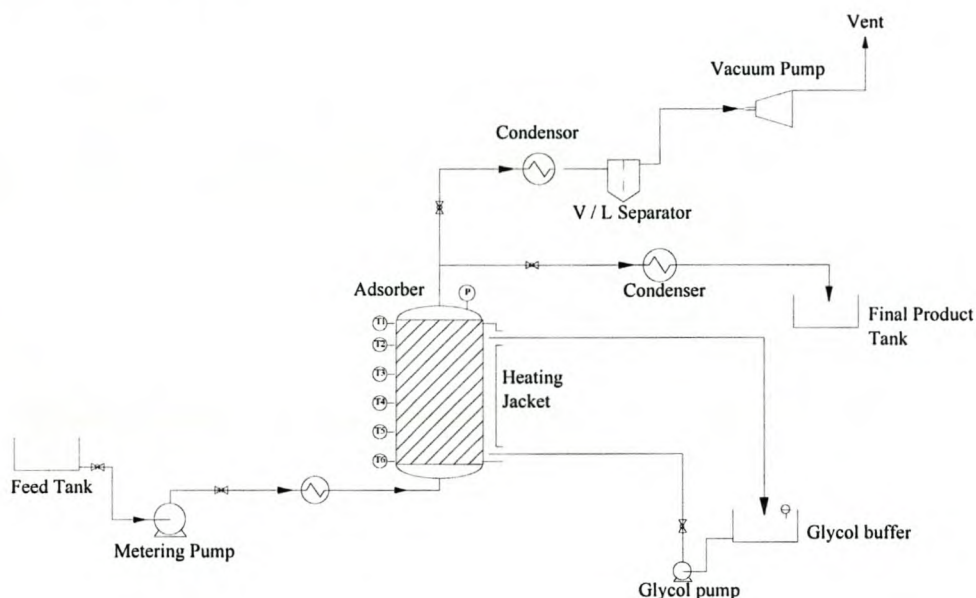 Vent
Vacuum Pump
Condensor
V / L Separator
Adsorber
P
Condenser
Final Product
Tank
T1
T2
T3
T4
T5
T6
Heating
Jacket
Feed Tank
Metering Pump
Glycol buffer
Glycol pump